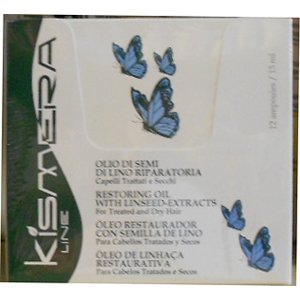 KISMERA
LINE
12 ampoules / 15 ml
OLIO DI SEMI
DI LINO RIPARATORIA
Capelli Trattati e Secchi
RESTORING OIL
WITH LINSEED-EXTRACTS
For Treated and Dry Hair
ÓLEO RESTAURADOR
CON SEMILLA DE LINO
Para Cabellos Tratados y Secos
ÓLEO DE LINHAÇA
RESTAURATIVA
Para Cabelos Tratados e Secos